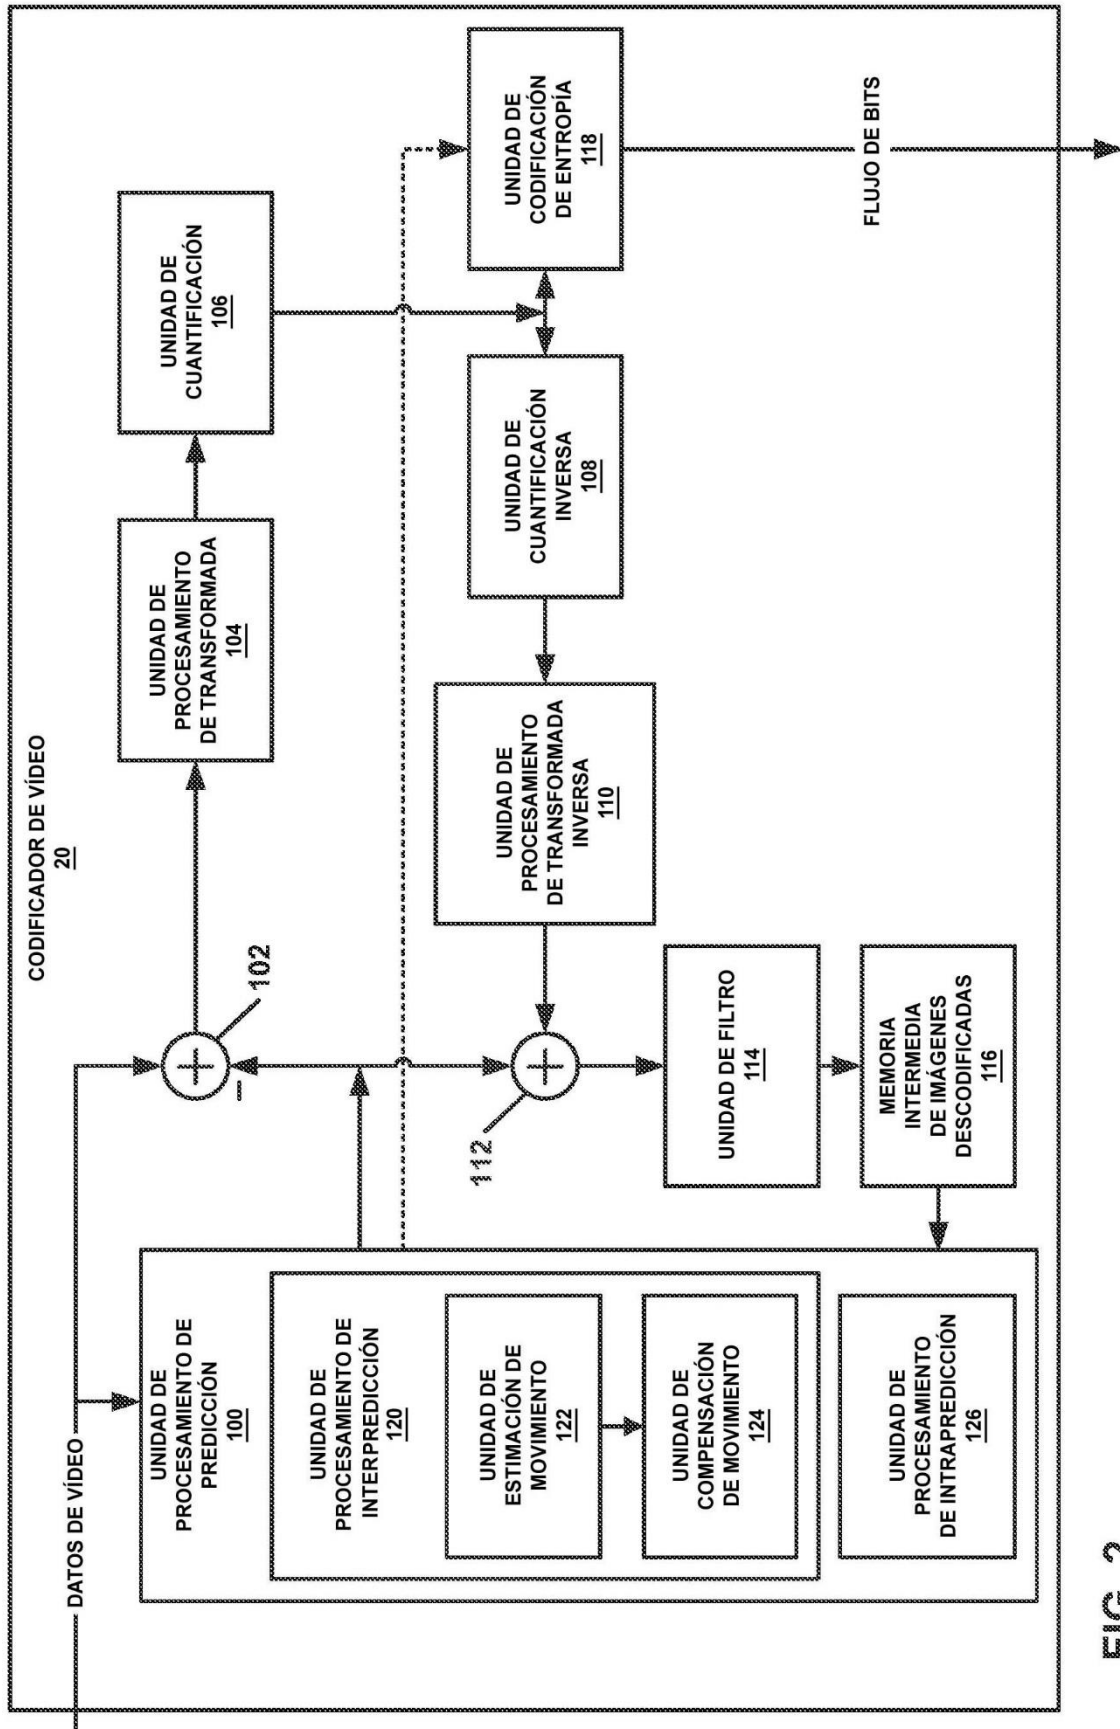 CODIFICADOR DE VÍDEO
20
DATOS DE VÍDEO
UNIDAD DE
PROCESAMIENTO DE
PREDICCIÓN
100
UNIDAD DE
PROCESAMIENTO DE
INTERPREDICCIÓN
120
UNIDAD DE
ESTIMACIÓN DE
MOVIMIENTO
122
UNIDAD DE
COMPENSACIÓN
DE MOVIMIENTO
124
UNIDAD DE
PROCESAMIENTO
DE INTRAPREDICCIÓN
126
102
-
UNIDAD DE
PROCESAMIENTO
DE TRANSFORMADA
104
UNIDAD DE
CUANTIFICACIÓN
106
112
UNIDAD DE
PROCESAMIENTO
DE TRANSFORMADA
INVERSA
110
UNIDAD DE
CUANTIFICACIÓN
INVERSA
108
UNIDAD DE
CODIFICACIÓN
DE ENTROPÍA
118
UNIDAD DE FILTRO
114
MEMORIA
INTERMEDIA
DE IMÁGENES
DESCODIFICADAS
116
FLUJO DE BITS
FIG. 2